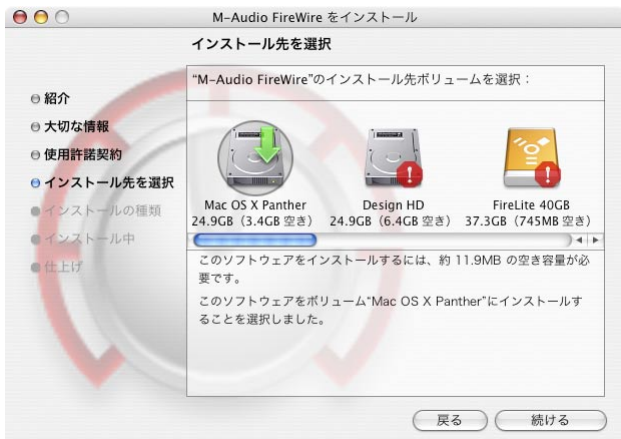 M-Audio FireWire をインストール
インストール先を選択
紹介
大切な情報
使用許諾契約
インストール先を選択
インストールの種類
インストール中
仕上げ
“M-Audio FireWire”のインストール先ボリュームを選択：
Mac OS X Panther
24.9GB（3.4GB 空き）
Design HD
24.9GB（6.4GB 空き）
FireLite 40GB
37.3GB（745MB 空き）
このソフトウェアをインストールするには、約 11.9MB の空き容量が必
要です。
このソフトウェアをボリューム“Mac OS X Panther”にインストールす
ることを選択しました。
戻る
続ける